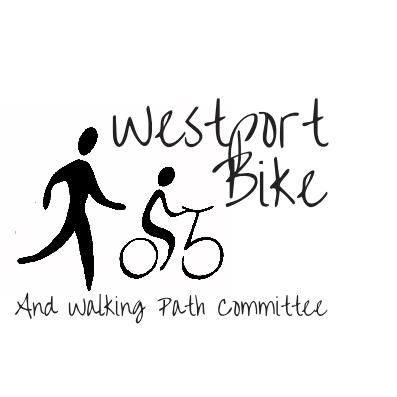 Westport
Bike
And Walking Path Committee